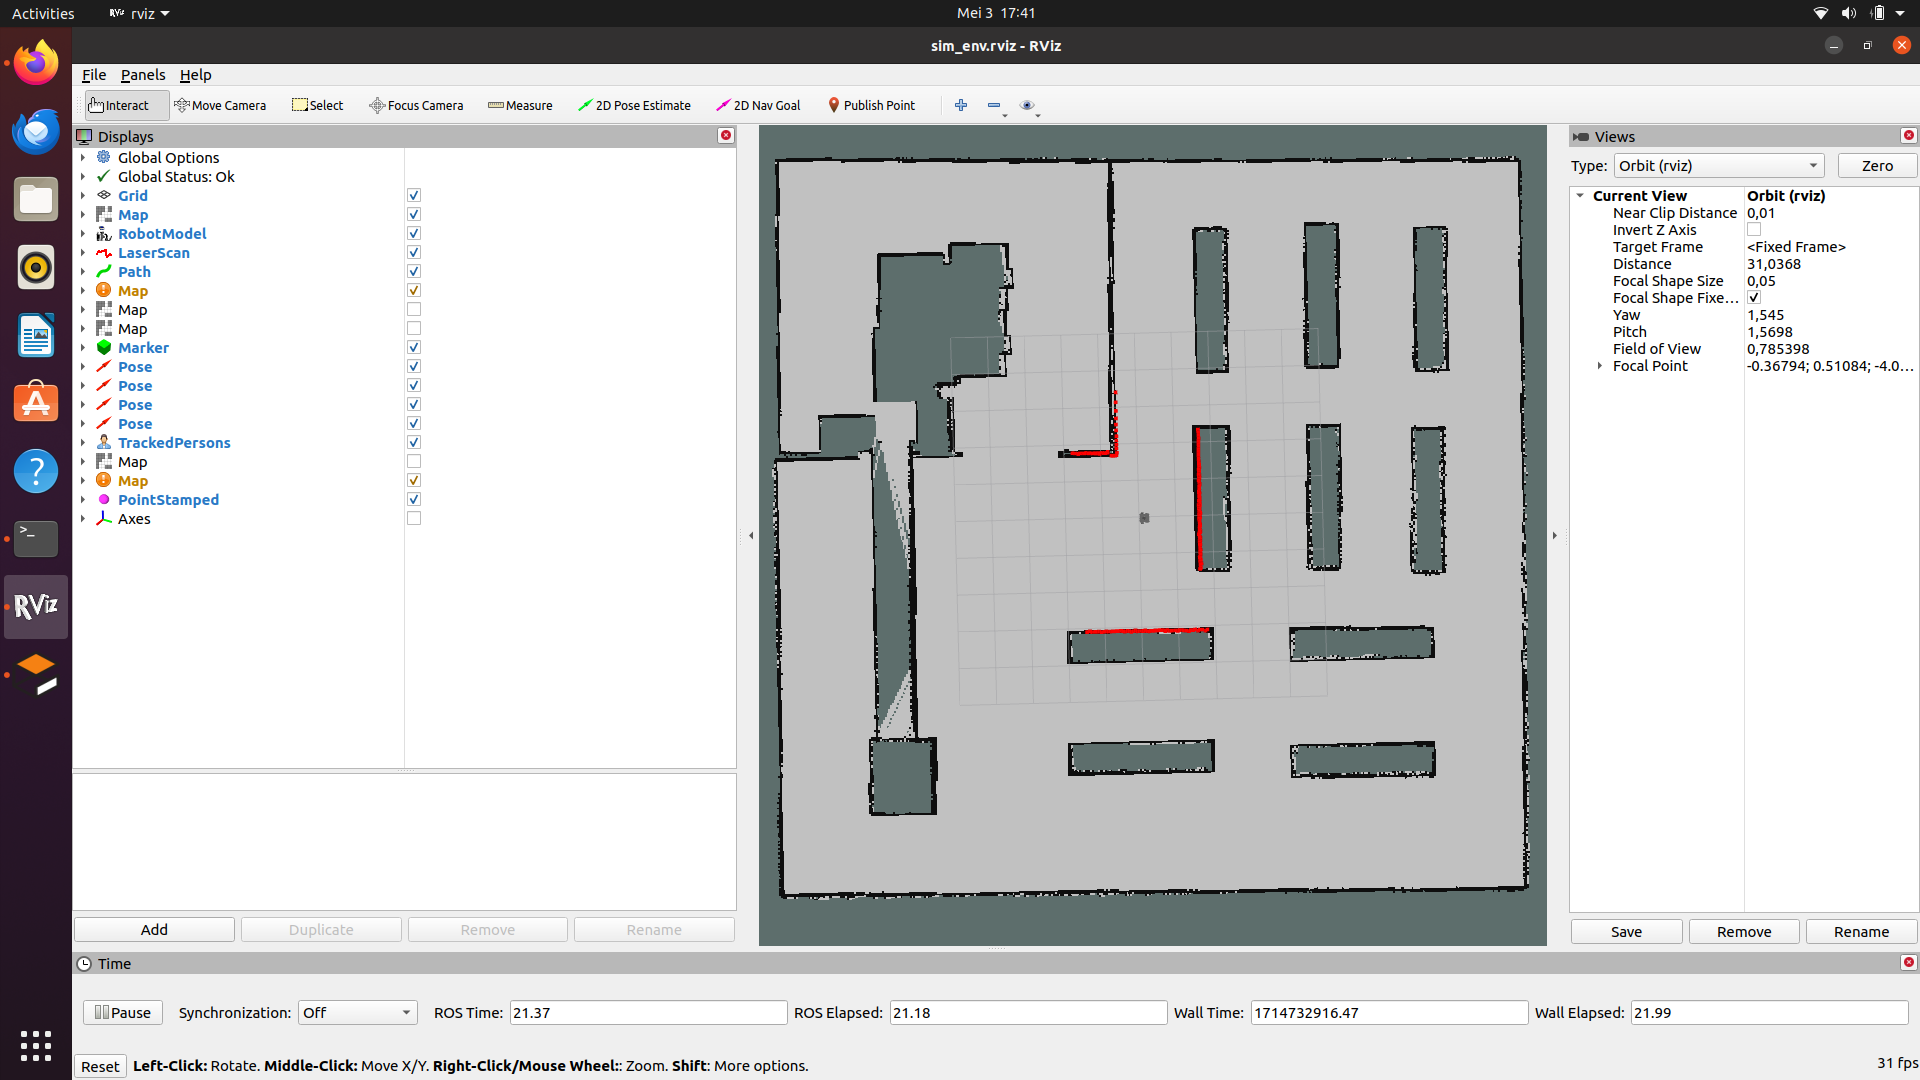 Activities rviz Mei 3 17:41
sim_env.rviz - RViz
File Panels Help
Interact Move Camera Select Focus Camera Measure 2D Pose Estimate 2D Nav Goal Publish Point
Displays
Global Options
Global Status: Ok
Grid
Map
RobotModel
LaserScan
Path
Map
Map
Map
Marker
Pose
Pose
Pose
Pose
TrackedPersons
Map
Map
PointStamped
Axes
Add Duplicate Remove Rename
Views
Type: Orbit (rviz) Zero
Current View Orbit (rviz)
Near Clip Distance 0,01
Invert Z Axis
Target Frame <Fixed Frame>
Distance 31,0368
Focal Shape Size 0,05
Focal Shape Fixe...
Yaw 1,545
Pitch 1,5698
Field of View 0,785398
Focal Point -0.36794; 0.51084; -4.0...
Save Remove Rename
RViz
Time
Pause Synchronization: Off ROS Time: 21.37 ROS Elapsed: 21.18 Wall Time: 1714732916.47 Wall Elapsed: 21.99
Reset Left-Click: Rotate. Middle-Click: Move X/Y. Right-Click/Mouse Wheel:: Zoom. Shift: More options. 31 fps